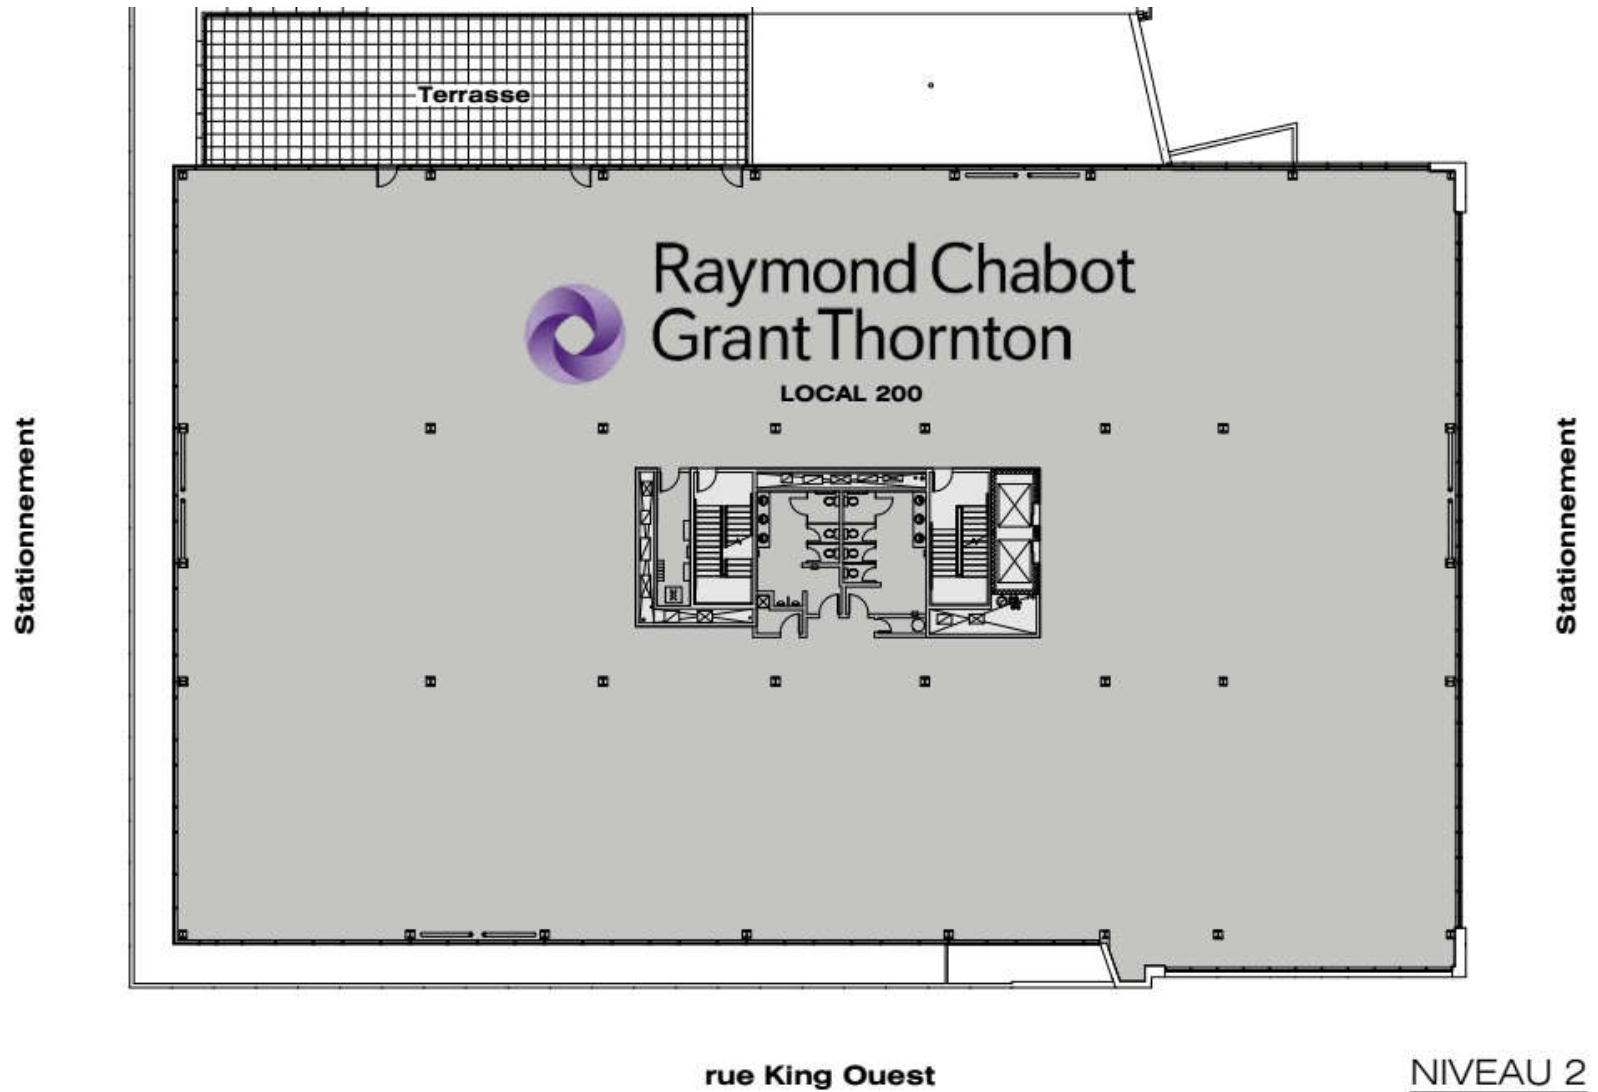 Terrasse
Raymond Chabot
Grant Thornton
LOCAL 200
Stationnement
Stationnement
rue King Ouest
NIVEAU 2